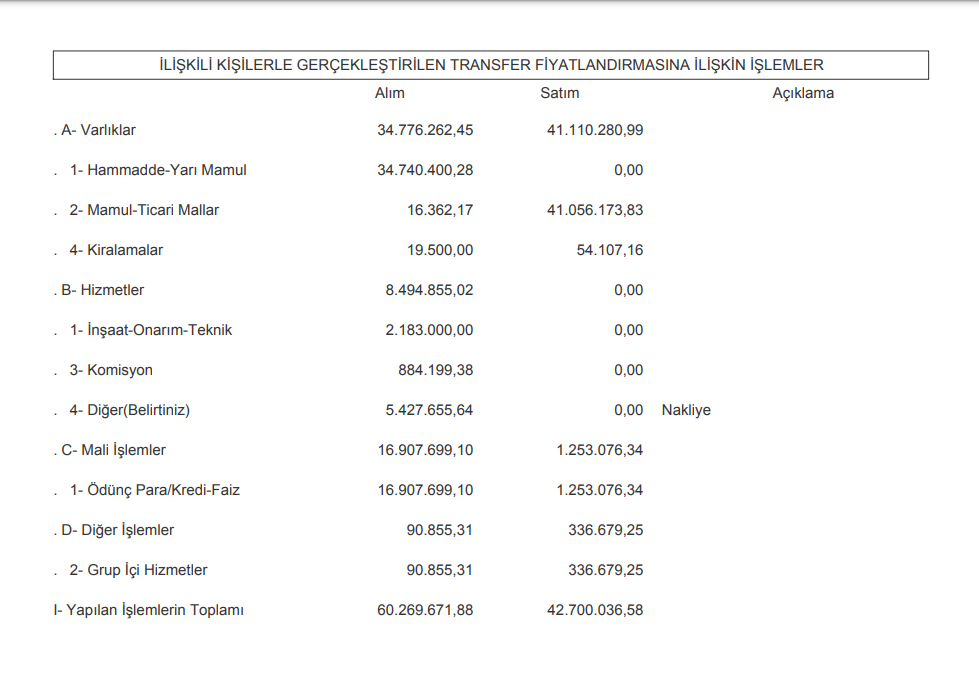 İLİŞKİLİ KİŞİLERLE GERÇEKLEŞTİRİLEN TRANSFER FİYATLANDIRMASINA İLİŞKİN İŞLEMLER
Alım Satım Açıklama
. A- Varlıklar 34.776.262,45 41.110.280,99
. 1- Hammadde-Yarı Mamul 34.740.400,28 0,00
. 2- Mamul-Ticari Mallar 16.362,17 41.056.173,83
. 4- Kiralamalar 19.500,00 54.107,16
. B- Hizmetler 8.494.855,02 0,00
. 1- İnşaat-Onarım-Teknik 2.183.000,00 0,00
. 3- Komisyon 884.199,38 0,00
. 4- Diğer(Belirtiniz) 5.427.655,64 0,00 Nakliye
. C- Mali İşlemler 16.907.699,10 1.253.076,34
. 1- Ödünç Para/Kredi-Faiz 16.907.699,10 1.253.076,34
. D- Diğer İşlemler 90.855,31 336.679,25
. 2- Grup İçi Hizmetler 90.855,31 336.679,25
I- Yapılan İşlemlerin Toplamı 60.269.671,88 42.700.036,58